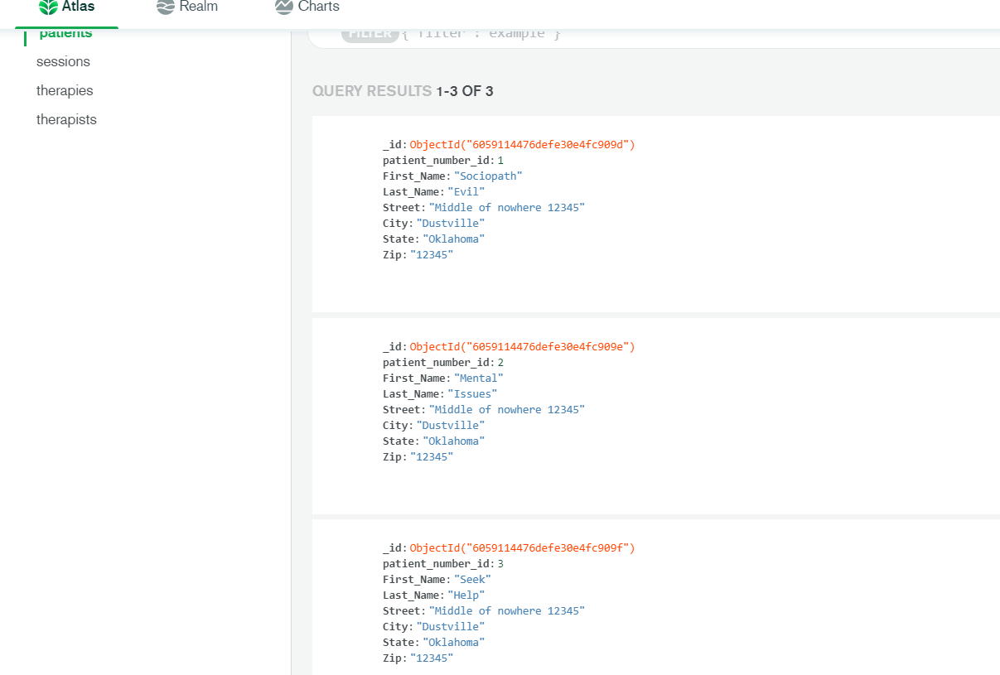 Atlas
Realm
Charts
patients
sessions
therapies
therapists
FILTER { filter : example }
QUERY RESULTS 1-3 OF 3
_id: ObjectId("6059114476defe30e4fc909d")
patient_number_id: 1
First_Name: "Sociopath"
Last_Name: "Evil"
Street: "Middle of nowhere 12345"
City: "Dustville"
State: "Oklahoma"
Zip: "12345"
_id: ObjectId("6059114476defe30e4fc909e")
patient_number_id: 2
First_Name: "Mental"
Last_Name: "Issues"
Street: "Middle of nowhere 12345"
City: "Dustville"
State: "Oklahoma"
Zip: "12345"
_id: ObjectId("6059114476defe30e4fc909f")
patient_number_id: 3
First_Name: "Seek"
Last_Name: "Help"
Street: "Middle of nowhere 12345"
City: "Dustville"
State: "Oklahoma"
Zip: "12345"